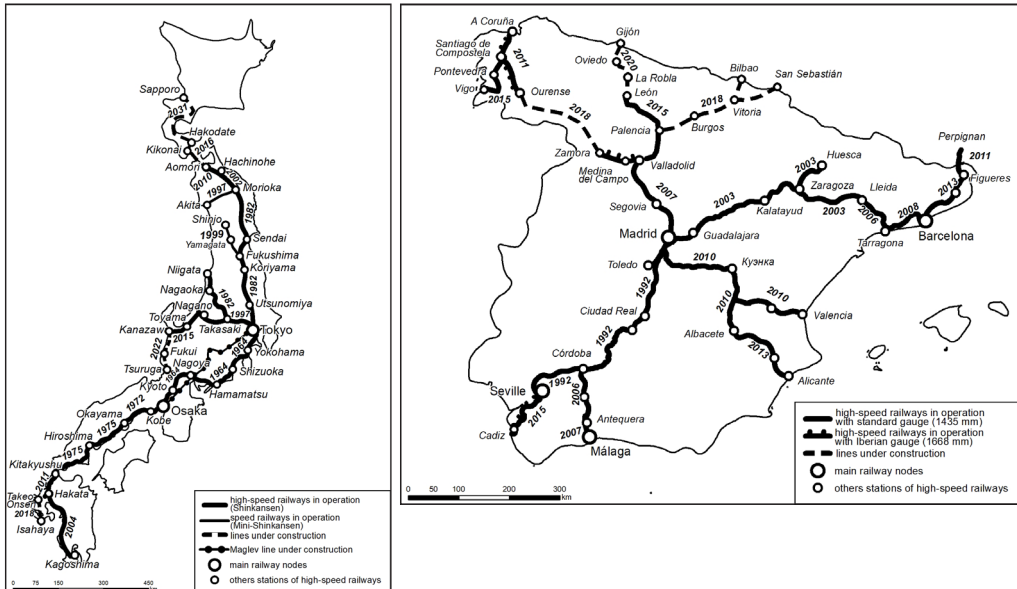 Sapporo
2031
Hakodate
2016
Kikonai
Hachinohe
Aomori
2002
2010
Morioka
1997
Akita
1982
Shinjo
1999
Sendai
Yamagata
Fukushima
Niigata
Koriyama
Nagaoka
1982
1982
Nagano
Utsunomiya
Toyama
1997
Kanazawa
Takasaki
Tokyo
2015
2022
1964
Fukui
Nagoya
Yokohama
Tsuruga
1964
1964
Shizuoka
Kyoto
Hamamatsu
Okayama
1972
Osaka
Kobe
1975
Hiroshima
1975
Kitakyushu
2011
Takeo
Onsen
Hakata
2018
Isahaya
2004
Kagoshima
high-speed railways in operation
(Shinkansen)
speed railways in operation
(Mini-Shinkansen)
lines under construction
Maglev line under construction
main railway nodes
others stations of high-speed railways
0 75 150 300 450
km
A Coruña
Gijón
Santiago de
Compostela
2011
Oviedo
2020
Bilbao
San Sebastián
Pontevedra
La Robla
Vigo
2015
Ourense
León
2018
2015
2018
Vitoria
Palencia
Burgos
Perpignan
Zamora
Medina
del Campo
Valladolid
2003
Huesca
2011
Figueres
2007
Zaragoza
Lleida
2013
Segovia
2003
2003
2006
2008
Kalatayud
Madrid
Guadalajara
Tarragona
Barcelona
Toledo
2010
Куэнка
1992
2010
2010
Ciudad Real
Valencia
1992
Albacete
2013
Córdoba
Alicante
Seville
1992
2006
2015
Antequera
Cadiz
2007
Málaga
high-speed railways in operation
with standard gauge (1435 mm)
high-speed railways in operation
with Iberian gauge (1668 mm)
lines under construction
main railway nodes
others stations of high-speed railways
0 50 100 200 300
km